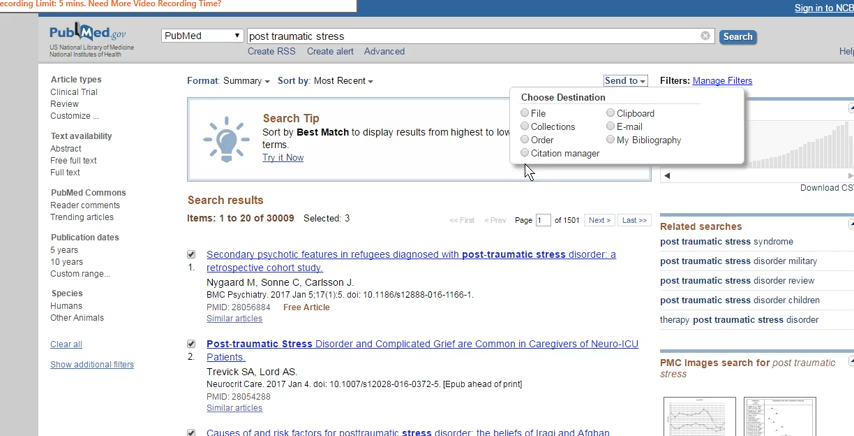 ecording Limit: 5 mins. Need More Video Recording Time?
Sign in to NCB
PubMed.gov
US National Library of Medicine
National Institutes of Health
PubMed
post traumatic stress
Search
Create RSS Create alert Advanced
Help
Article types
Clinical Trial
Review
Customize ...
Text availability
Abstract
Free full text
Full text
PubMed Commons
Reader comments
Trending articles
Publication dates
5 years
10 years
Custom range...
Species
Humans
Other Animals
Clear all
Show additional filters
Format: Summary Sort by: Most Recent
Send to
Choose Destination
File
Clipboard
Collections
E-mail
Order
My Bibliography
Citation manager
Search Tip
Sort by Best Match to display results from highest to low
terms.
Try it Now
Search results
Items: 1 to 20 of 30009 Selected: 3
<< First < Prev Page 1 of 1501 Next > Last >>
Secondary psychotic features in refugees diagnosed with post-traumatic stress disorder: a
1. retrospective cohort study.
Nygaard M, Sonne C, Carlsson J.
BMC Psychiatry. 2017 Jan 5;17(1):5. doi: 10.1186/s12888-016-1166-1.
PMID: 28056884 Free Article
Similar articles
Post-traumatic Stress Disorder and Complicated Grief are Common in Caregivers of Neuro-ICU
2. Patients.
Trevick SA, Lord AS.
Neurocrit Care. 2017 Jan 4. doi: 10.1007/s12028-016-0372-5. [Epub ahead of print]
PMID: 28054288
Similar articles
Causes of and risk factors for posttraumatic stress disorder: the beliefs of Iraqi and Afghan
Filters: Manage Filters
Download CS
Related searches
post traumatic stress syndrome
post traumatic stress disorder military
post traumatic stress disorder review
post traumatic stress disorder children
therapy post traumatic stress disorder
PMC Images search for post traumatic
stress